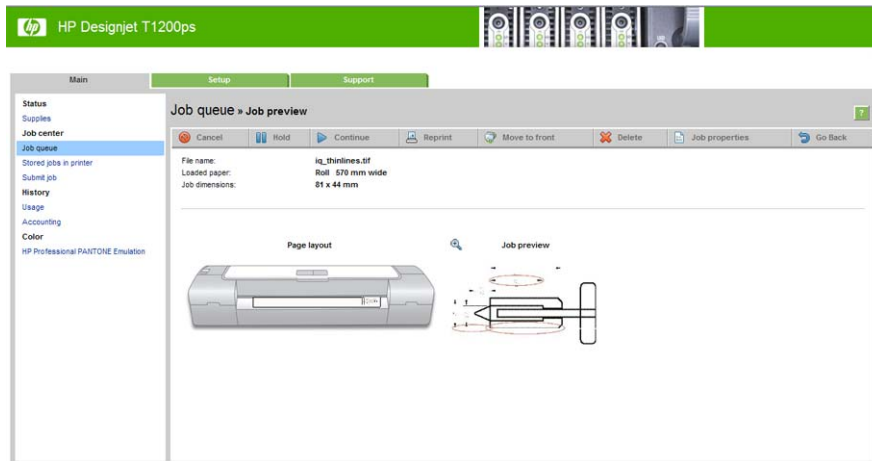 hp HP Designjet T1200ps
Main Setup Support
Status
Supplies
Job center
Job queue
Stored jobs in printer
Submit job
History
Usage
Accounting
Color
HP Professional PANTONE Emulation
Job queue » Job preview
?
Cancel Hold Continue Reprint Move to front Delete Job properties Go Back
File name: iq_thinlines.tif
Loaded paper: Roll 570 mm wide
Job dimensions: 81 x 44 mm
Page layout Job preview